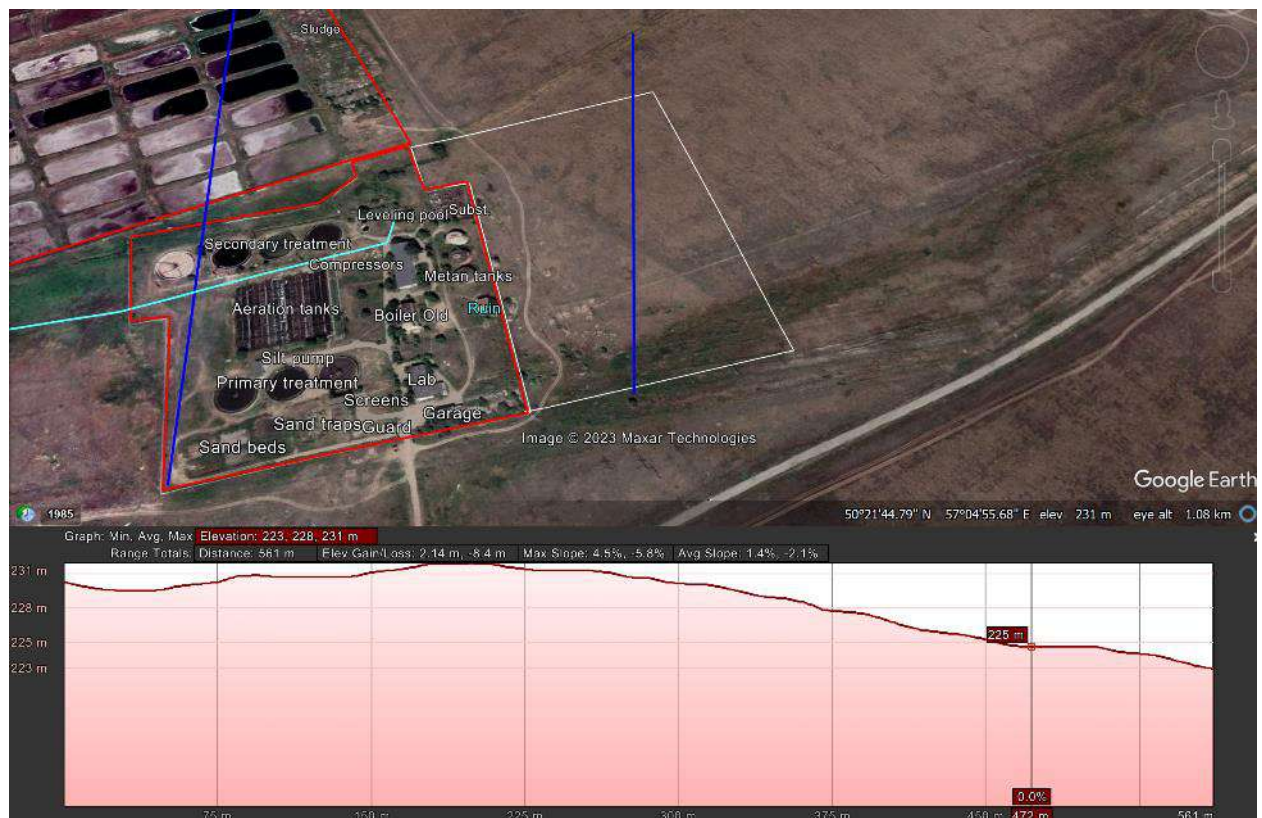 Sludge
Leveling pool
Subst.
Secondary treatment
Compressors
Metan tanks
Aeration tanks
Boiler Old
Ruin
Silt pump
Primary treatment
Lab
Screens
Garage
Sand traps
Guard
Sand beds
Image © 2023 Maxar Technologies
Google Earth
1985
50°21'44.79" N 57°04'55.68" E elev 231 m eye alt 1.08 km
Graph: Min, Avg, Max Elevation: 223, 228, 231 m
Range Totals: Distance: 561 m Elev Gain/Loss: 2.14 m, -8.4 m Max Slope: 4.5%, -5.8% Avg Slope: 1.4%, -2.1%
231 m
228 m
225 m
225 m
223 m
0.0%
75 m 150 m 225 m 300 m 375 m 450 m 472 m 561 m